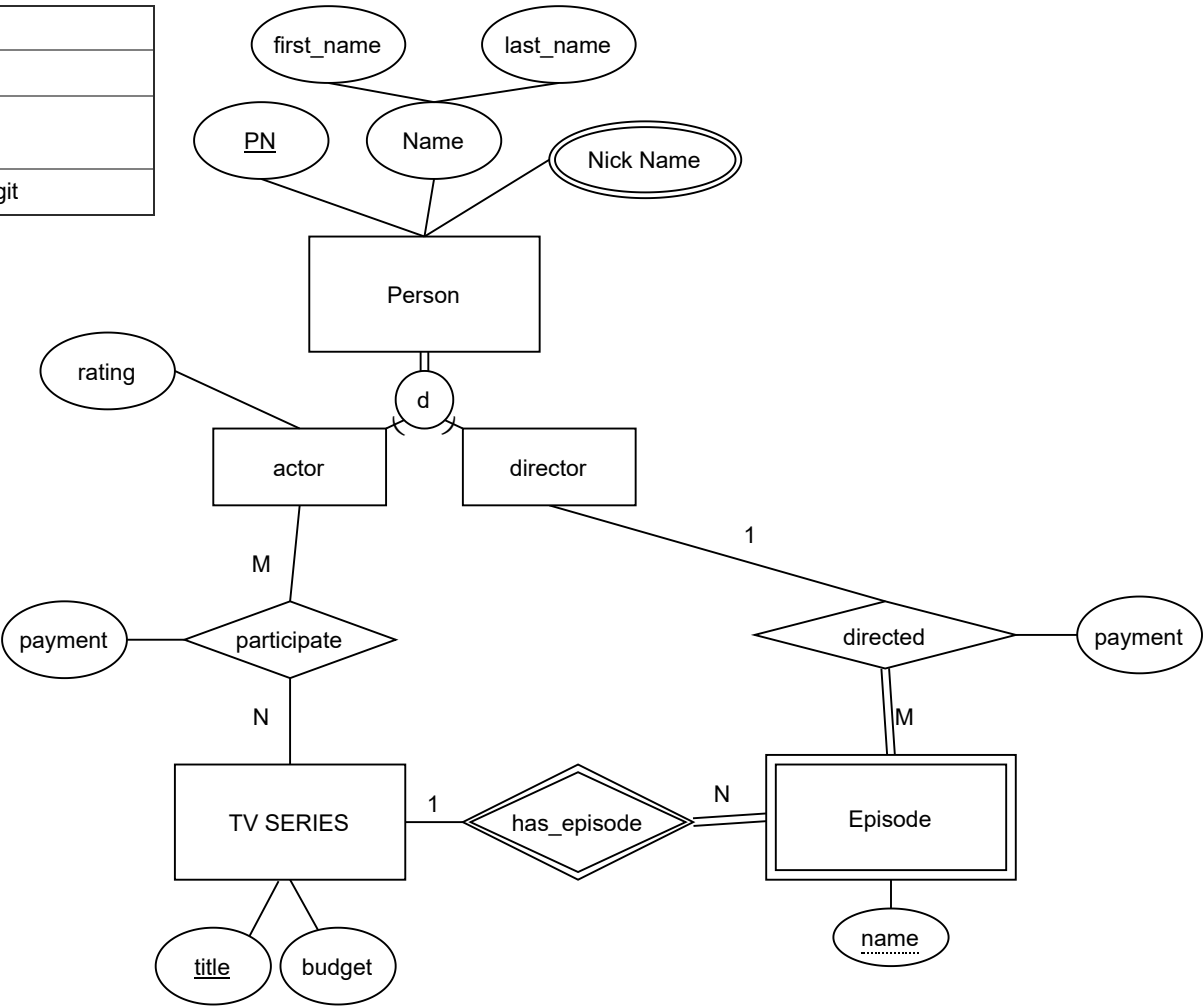 first_name
last_name
PN
Name
Nick Name
git
Person
rating
d
actor
director
1
M
payment
participate
directed
payment
N
M
TV SERIES
1
has_episode
N
Episode
title
budget
name